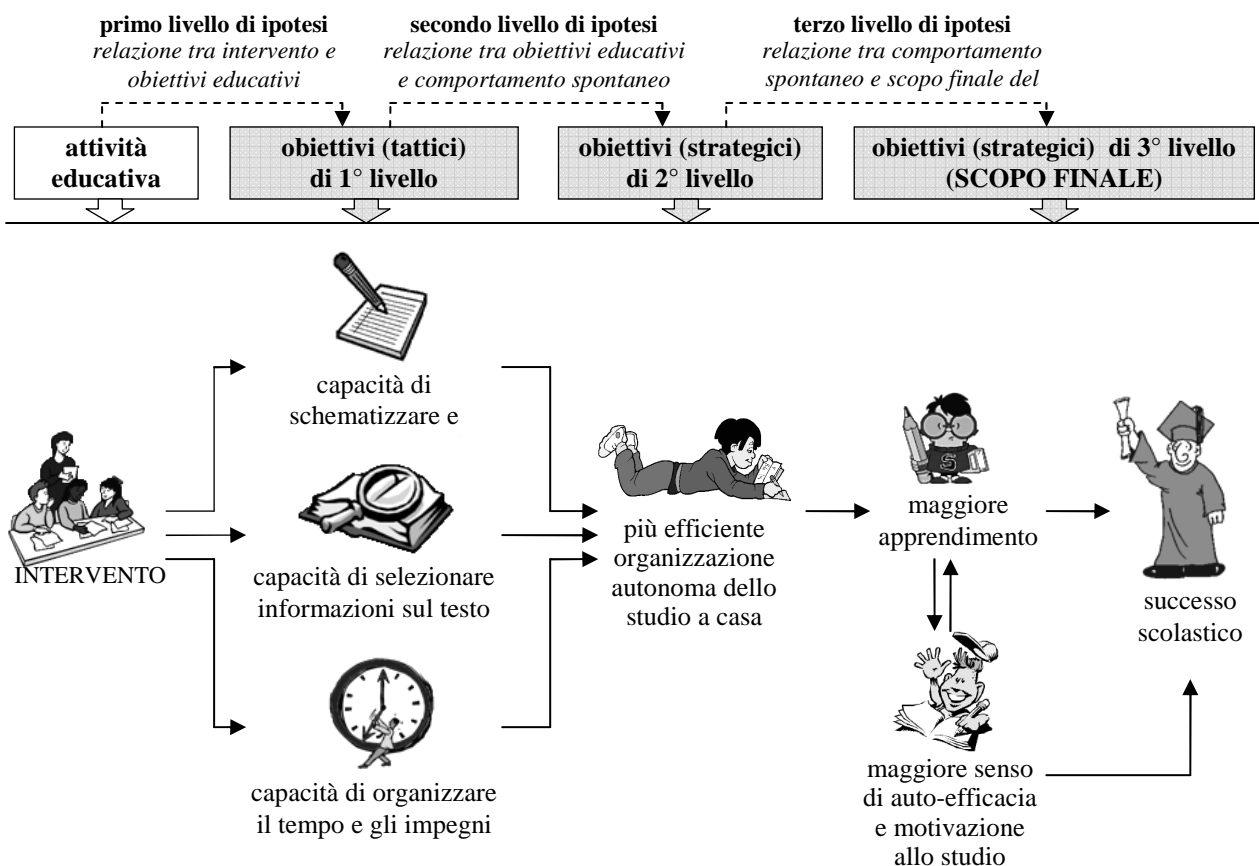 primo livello di ipotesi
relazione tra intervento e
obiettivi educativi
secondo livello di ipotesi
relazione tra obiettivi educativi
e comportamento spontaneo
terzo livello di ipotesi
relazione tra comportamento
spontaneo e scopo finale del
attività
educativa
obiettivi (tattici)
di 1° livello
obiettivi (strategici)
di 2° livello
obiettivi (strategici) di 3° livello
(SCOPO FINALE)
capacità di
schematizzare e
INTERVENTO
capacità di selezionare
informazioni sul testo
capacità di organizzare
il tempo e gli impegni
più efficiente
organizzazione
autonoma dello
studio a casa
S
maggiore
apprendimento
maggiore senso
di auto-efficacia
e motivazione
allo studio
successo
scolastico